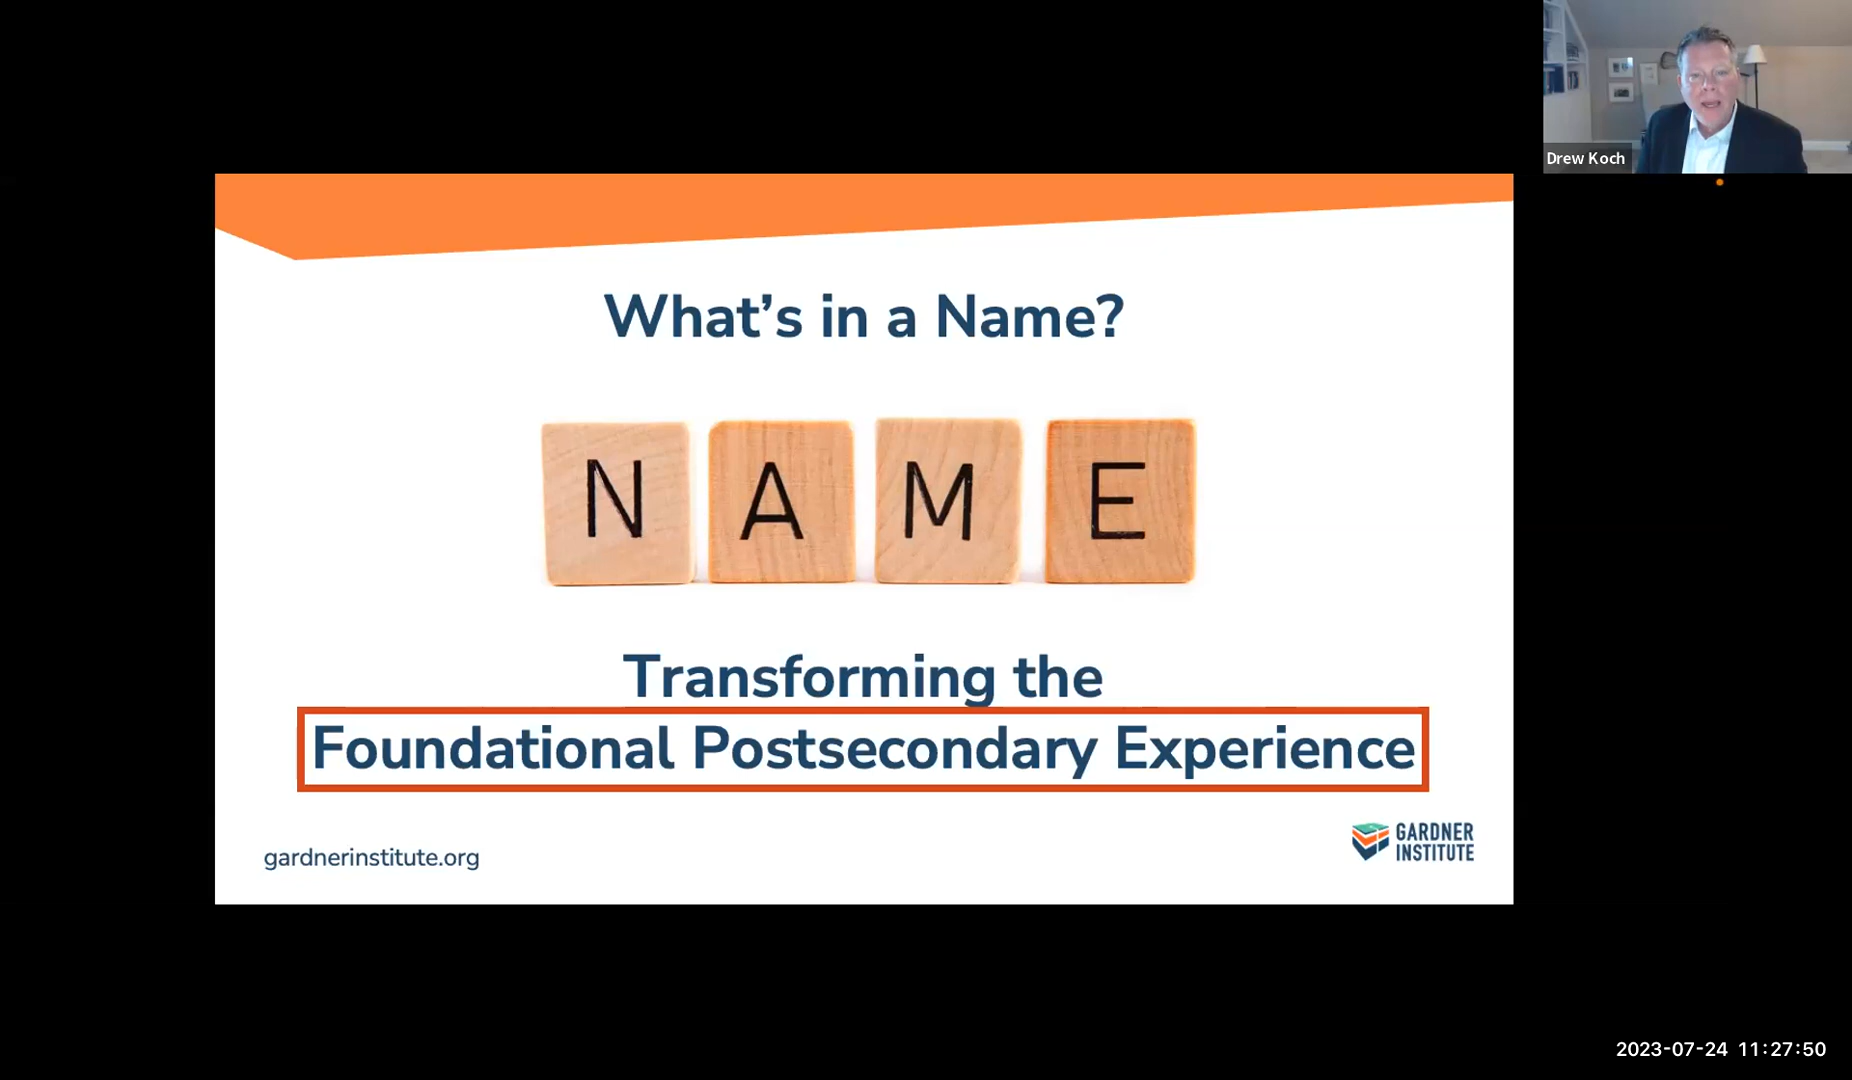 Drew Koch
What's in a Name?
N A M E
Transforming the
Foundational Postsecondary Experience
gardnerinstitute.org
GARDNER
INSTITUTE
2023-07-24 11:27:50